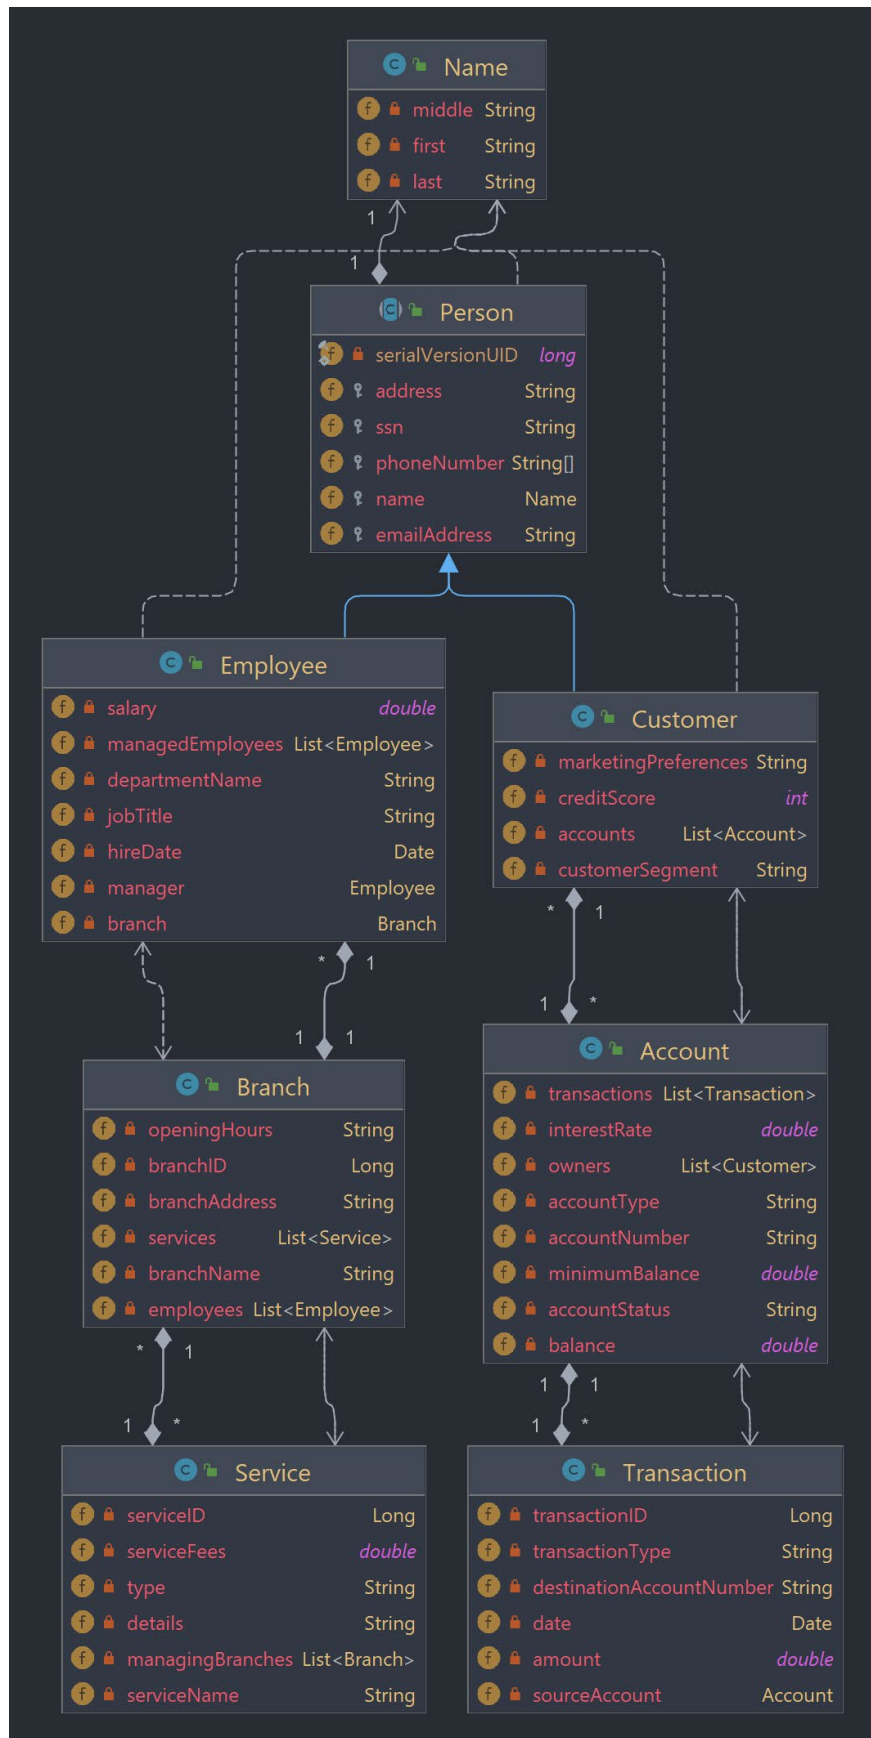 Name
middle String
first String
last String
1
1
Person
serialVersionUID long
address String
ssn String
phoneNumber String[]
name Name
emailAddress String
Employee
salary double
managedEmployees List<Employee>
departmentName String
jobTitle String
hireDate Date
manager Employee
branch Branch
Customer
marketingPreferences String
creditScore int
accounts List<Account>
customerSegment String
* 1
1 *
* 1
1 1
Branch
openingHours String
branchID Long
branchAddress String
services List<Service>
branchName String
employees List<Employee>
Account
transactions List<Transaction>
interestRate double
owners List<Customer>
accountType String
accountNumber String
minimumBalance double
accountStatus String
balance double
* 1
1 *
1 1
1 *
Service
serviceID Long
serviceFees double
type String
details String
managingBranches List<Branch>
serviceName String
Transaction
transactionID Long
transactionType String
destinationAccountNumber String
date Date
amount double
sourceAccount Account